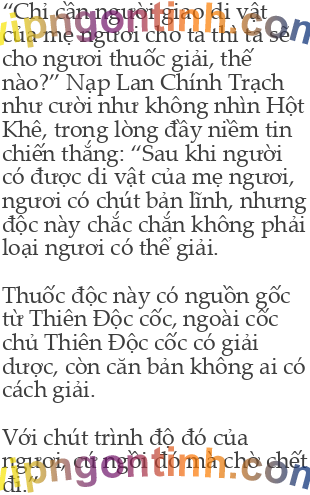 “Chỉ cần người giao di vật
của mẹ ngươi cho ta thì ta sẽ
cho ngươi thuốc giải, thế
nào?” Nạp Lan Chính Trạch
như cười như không nhìn Hột
Khê, trong lòng đầy niềm tin
chiến thắng: “Sau khi người
có được di vật của mẹ ngươi,
ngươi có chút bản lĩnh, nhưng
độc này chắc chắn không phải
loại ngươi có thể giải.
Thuốc độc này có nguồn gốc
từ Thiên Độc cốc, ngoài cốc
chủ Thiên Độc cốc có giải
dược, còn căn bản không ai có
cách giải.
Với chút trình độ đó của
ngươi, cứ ngồi đó mà chờ chết
đi.”
vipngontinh.com
vipngontinh.com